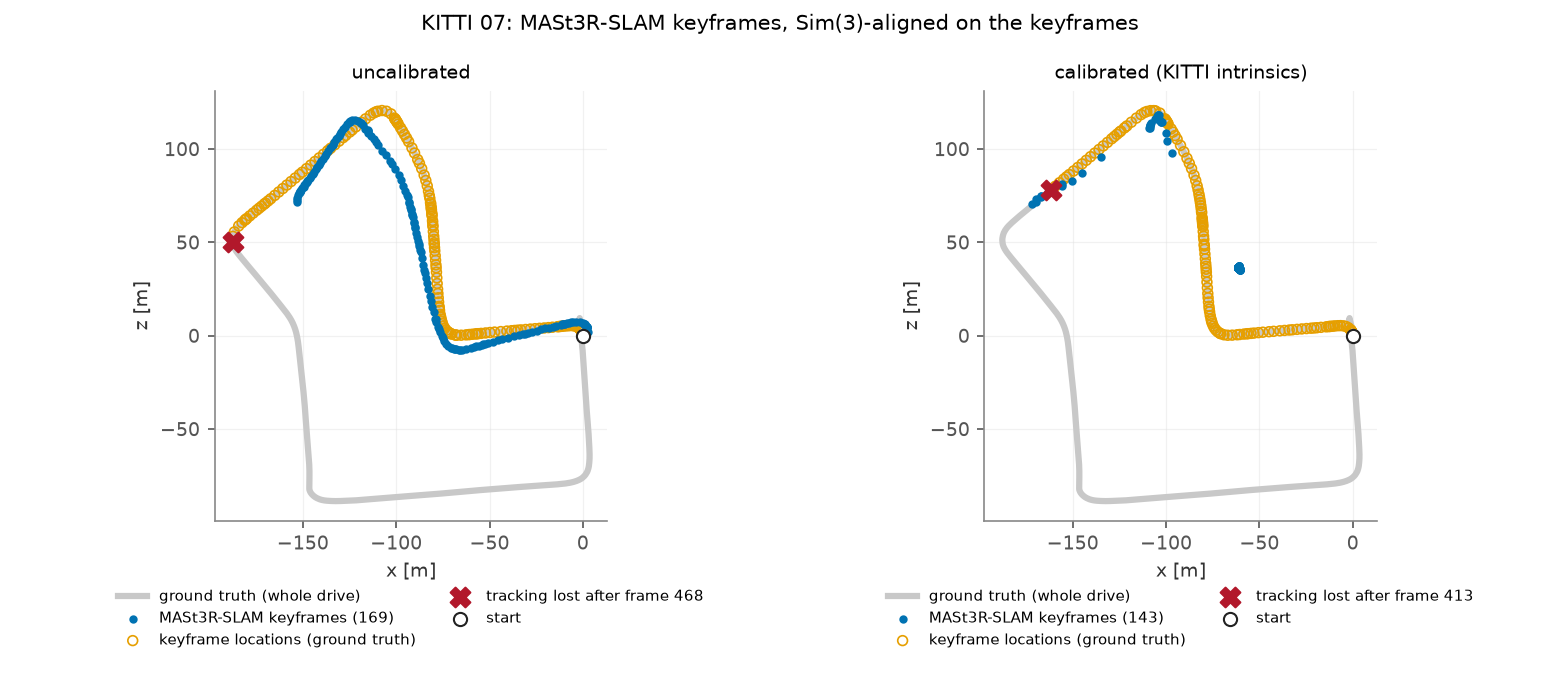 KITTI 07: MASt3R-SLAM keyframes, Sim(3)-aligned on the keyframes
uncalibrated
100
50
0
−50
z [m]
−150 −100 −50 0
x [m]
ground truth (whole drive)
MASt3R-SLAM keyframes (169)
keyframe locations (ground truth)
tracking lost after frame 468
start
calibrated (KITTI intrinsics)
100
50
0
−50
z [m]
−150 −100 −50 0
x [m]
ground truth (whole drive)
MASt3R-SLAM keyframes (143)
keyframe locations (ground truth)
tracking lost after frame 413
start